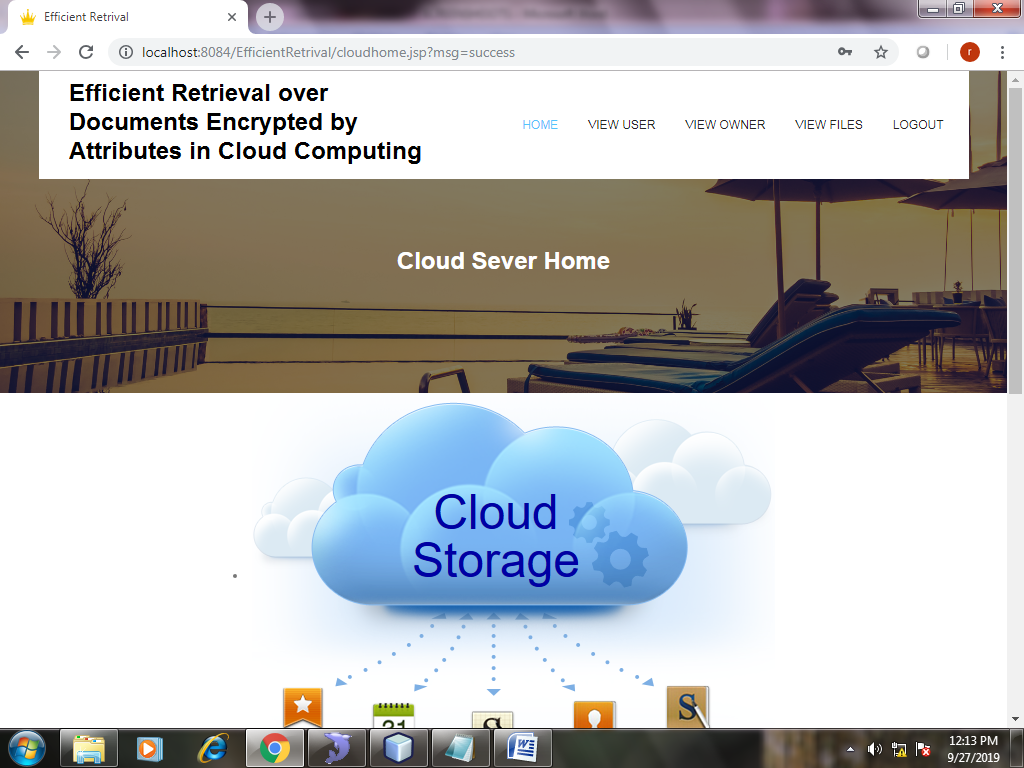 Efficient Retrival
localhost:8084/EfficientRetrival/cloudhome.jsp?msg=success
r
Efficient Retrieval over
Documents Encrypted by
Attributes in Cloud Computing
HOME VIEW USER VIEW OWNER VIEW FILES LOGOUT
Cloud Sever Home
Cloud
Storage
21
S
S
W
12:13 PM
9/27/2019